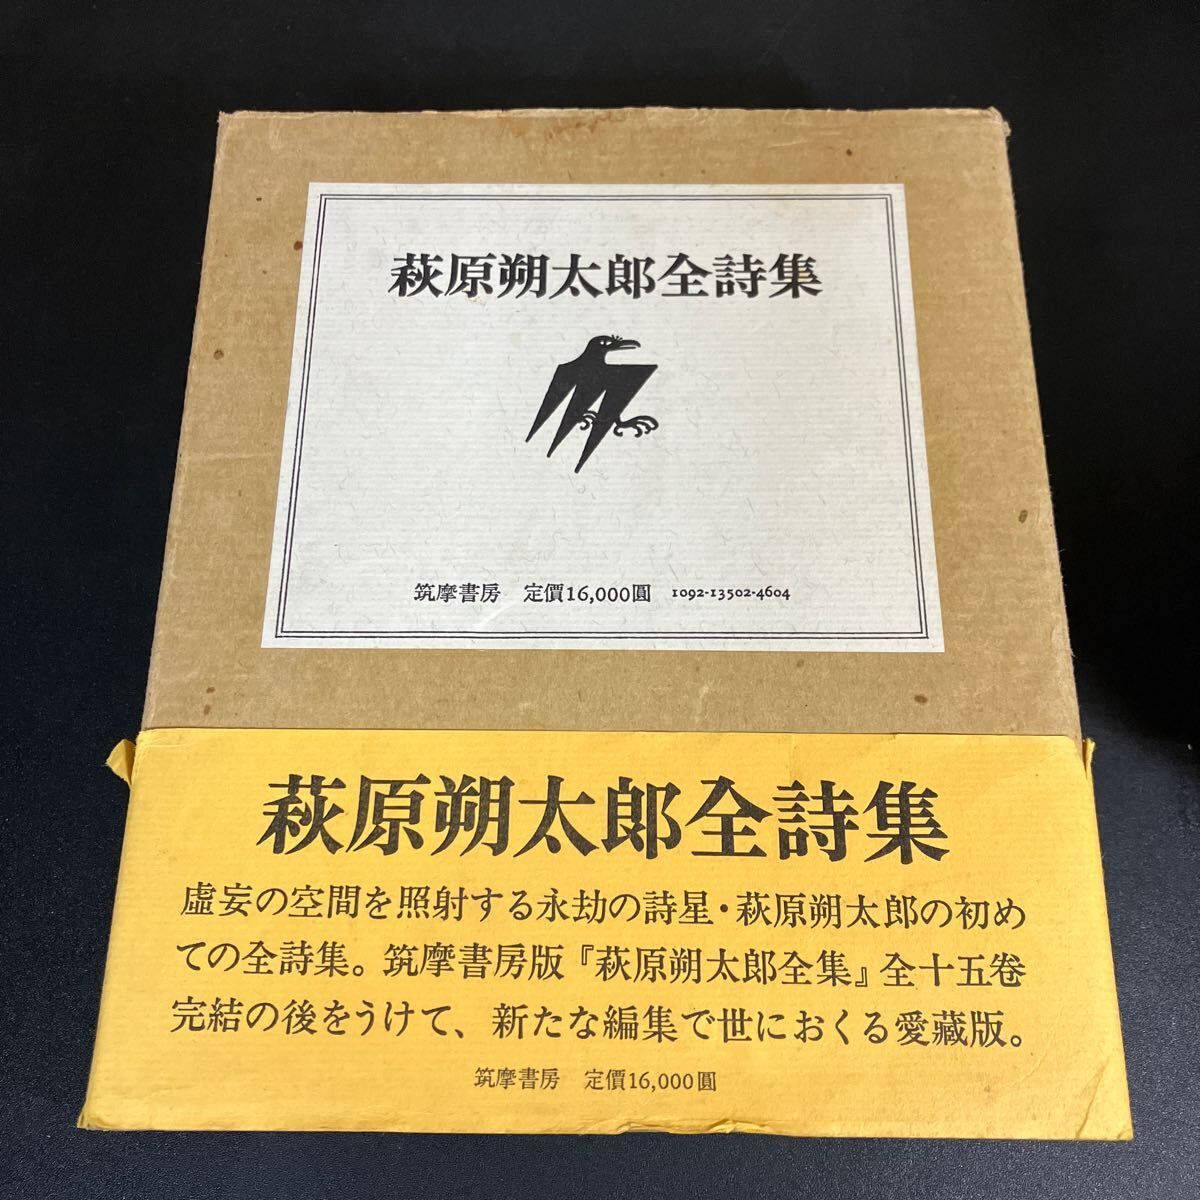 萩原朔太郎全詩集
筑摩書房　定價16,000圓　1092-13502-4604
萩原朔太郎全詩集
虛妄の空間を照射する永劫の詩星・萩原朔太郎の初め
ての全詩集。筑摩書房版『萩原朔太郎全集』全十五卷
完結の後をうけて、新たな編集で世におくる愛藏版。
筑摩書房　定價16,000圓